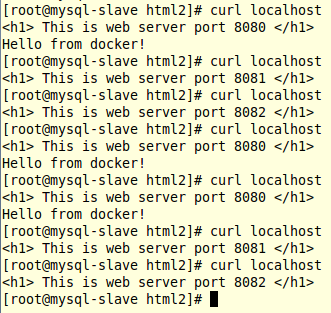 [root@mysql-slave html2]# curl localhost
<h1> This is web server port 8080 </h1>
Hello from docker!
[root@mysql-slave html2]# curl localhost
<h1> This is web server port 8081 </h1>
[root@mysql-slave html2]# curl localhost
<h1> This is web server port 8082 </h1>
[root@mysql-slave html2]# curl localhost
<h1> This is web server port 8080 </h1>
Hello from docker!
[root@mysql-slave html2]# curl localhost
<h1> This is web server port 8080 </h1>
Hello from docker!
[root@mysql-slave html2]# curl localhost
<h1> This is web server port 8081 </h1>
[root@mysql-slave html2]# curl localhost
<h1> This is web server port 8082 </h1>
[root@mysql-slave html2]#